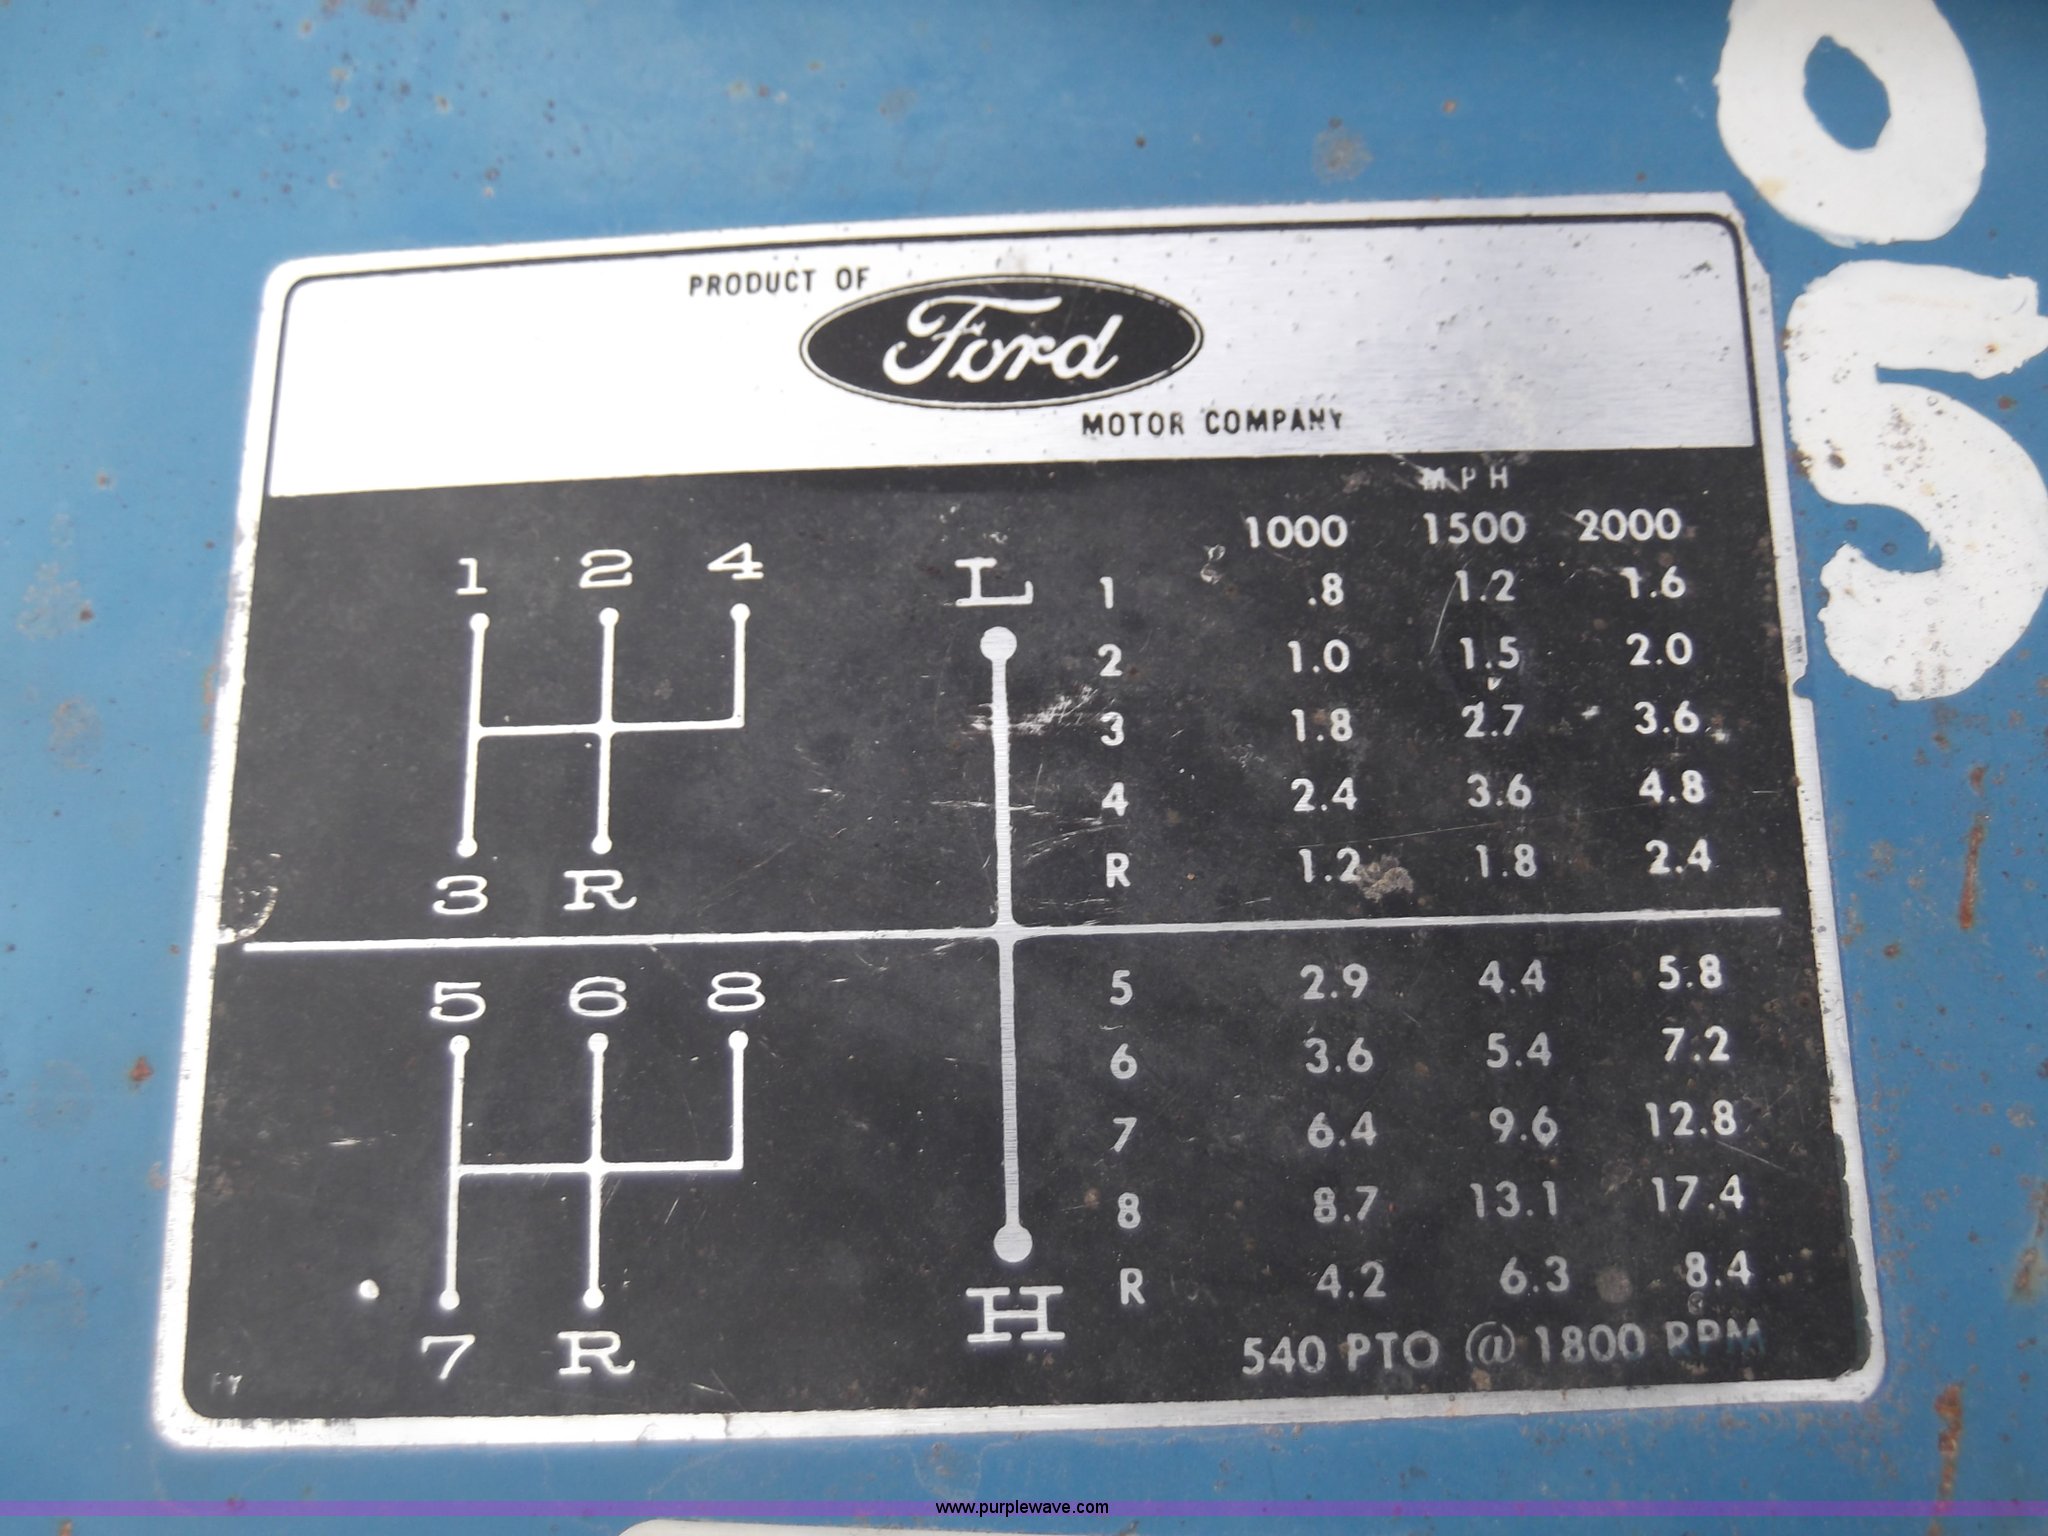 0
5
PRODUCT OF
Ford
MOTOR COMPANY
MPH
1000 1500 2000
1 2 4
L
1 .8 1.2 1.6
2 1.0 1.5 2.0
3 1.8 2.7 3.6
4 2.4 3.6 4.8
R 1.2 1.8 2.4
3 R
5 6 8
5 2.9 4.4 5.8
6 3.6 5.4 7.2
7 6.4 9.6 12.8
8 8.7 13.1 17.4
R 4.2 6.3 8.4
H
7 R
540 PTO @ 1800 RPM
www.purplewave.com